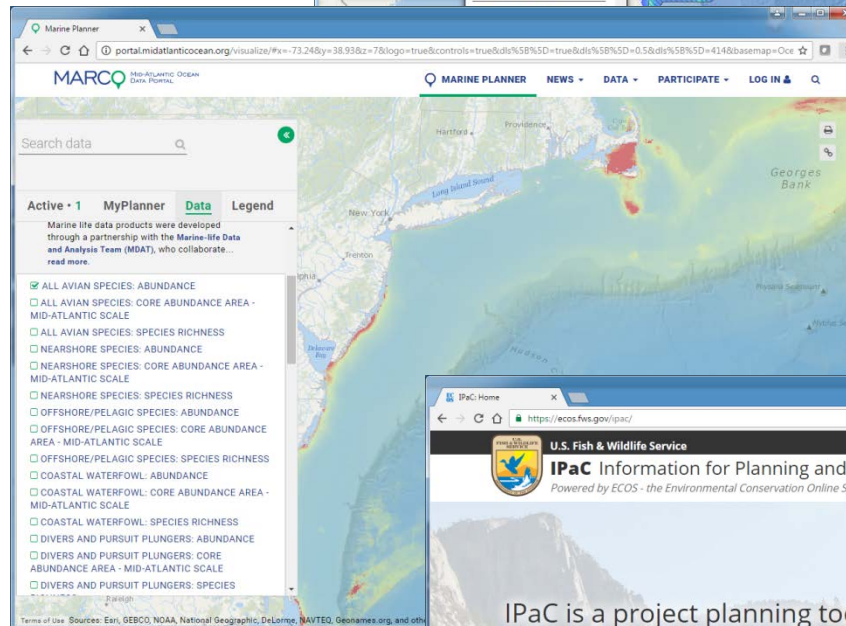 Marine Planner
portal.midatlanticocean.org/visualize/#x=-73.24&y=38.93&z=7&logo=true&controls=true&dls%5B%5D=true&dls%5B%5D=0.5&dls%5B%5D=414&basemap=Oce
MARCO MID-ATLANTIC OCEAN DATA PORTAL
MARINE PLANNER NEWS DATA PARTICIPATE LOG IN
Search data
Active • 1 MyPlanner Data Legend
Marine life data products were developed
through a partnership with the Marine-life Data
and Analysis Team (MDAT), who collaborate...
read more.
ALL AVIAN SPECIES: ABUNDANCE
ALL AVIAN SPECIES: CORE ABUNDANCE AREA -
MID-ATLANTIC SCALE
ALL AVIAN SPECIES: SPECIES RICHNESS
NEARSHORE SPECIES: ABUNDANCE
NEARSHORE SPECIES: CORE ABUNDANCE AREA -
MID-ATLANTIC SCALE
NEARSHORE SPECIES: SPECIES RICHNESS
OFFSHORE/PELAGIC SPECIES: ABUNDANCE
OFFSHORE/PELAGIC SPECIES: CORE ABUNDANCE
AREA - MID-ATLANTIC SCALE
OFFSHORE/PELAGIC SPECIES: SPECIES RICHNESS
COASTAL WATERFOWL: ABUNDANCE
COASTAL WATERFOWL: CORE ABUNDANCE AREA -
MID-ATLANTIC SCALE
COASTAL WATERFOWL: SPECIES RICHNESS
DIVERS AND PURSUIT PLUNGERS: ABUNDANCE
DIVERS AND PURSUIT PLUNGERS: CORE
ABUNDANCE AREA - MID-ATLANTIC SCALE
DIVERS AND PURSUIT PLUNGERS: SPECIES
Raleigh
Terms of Use Sources: Esri, GEBCO, NOAA, National Geographic, DeLorme, NAVTEQ, Geonames.org, and oth
Hartford
Providence
Long Island Sound
New York
Trenton
Delaware
Bay
Georges
Bank
IPaC: Home
https://ecos.fws.gov/ipac/
U.S. Fish & Wildlife Service
IPaC Information for Planning and
Powered by ECOS - the Environmental Conservation Online S
IPaC is a project planning too